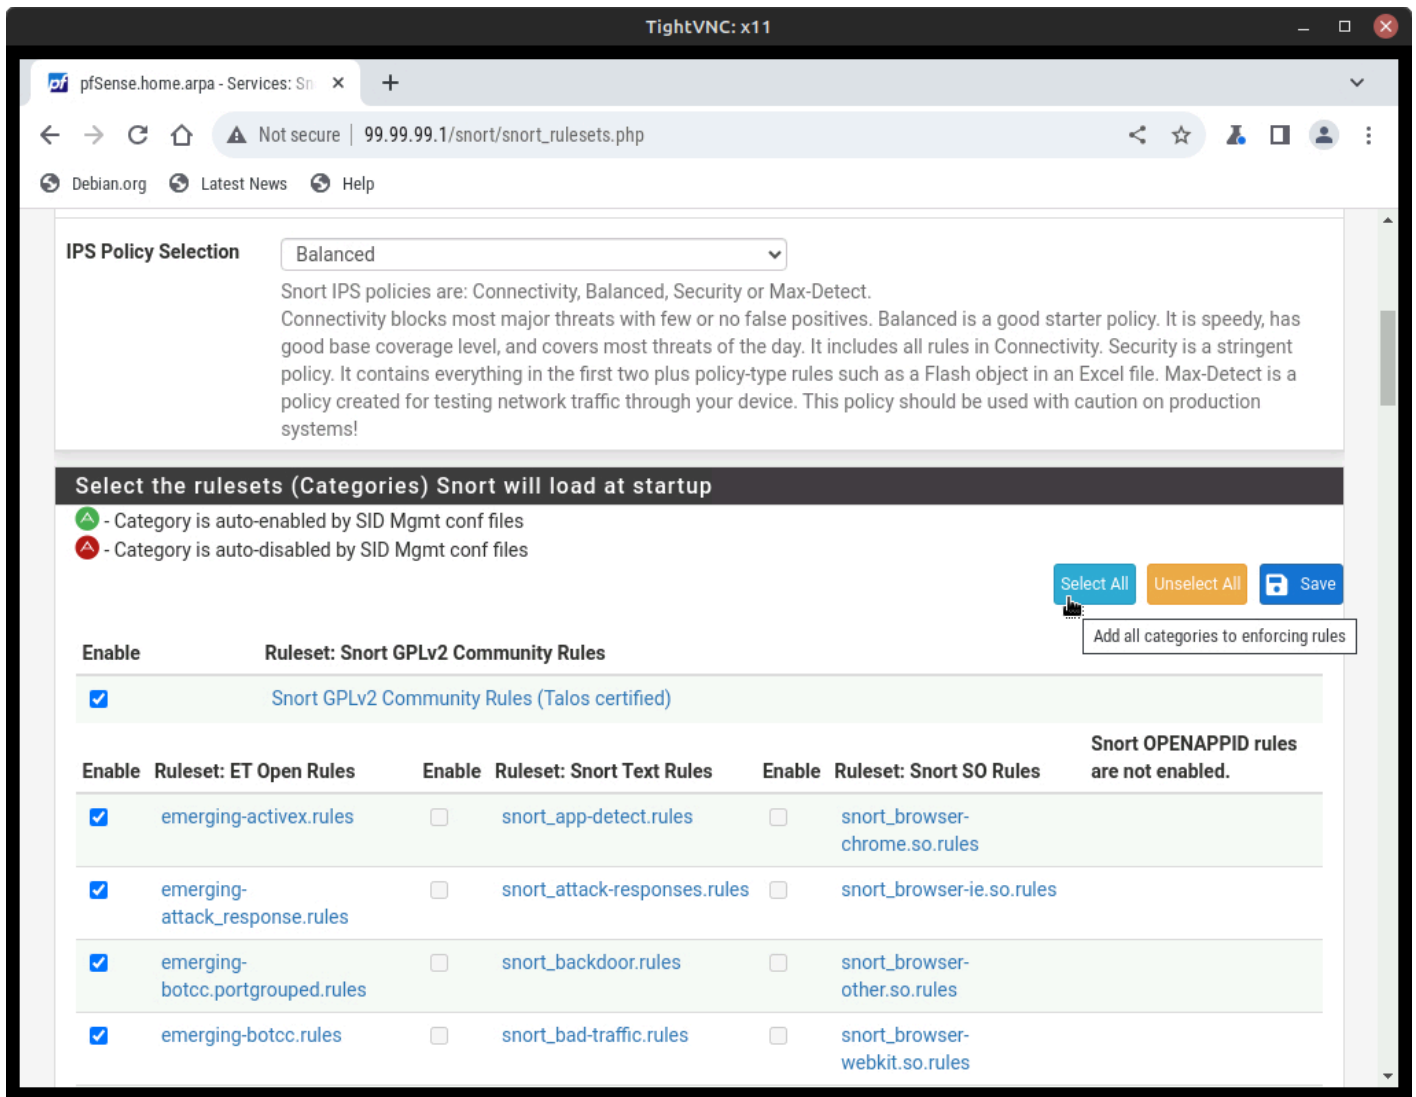 TightVNC: x11
pfSense.home.arpa - Services: Sn
Not secure | 99.99.99.1/snort/snort_rulesets.php
Debian.org Latest News Help
IPS Policy Selection Balanced
Snort IPS policies are: Connectivity, Balanced, Security or Max-Detect.
Connectivity blocks most major threats with few or no false positives. Balanced is a good starter policy. It is speedy, has
good base coverage level, and covers most threats of the day. It includes all rules in Connectivity. Security is a stringent
policy. It contains everything in the first two plus policy-type rules such as a Flash object in an Excel file. Max-Detect is a
policy created for testing network traffic through your device. This policy should be used with caution on production
systems!
Select the rulesets (Categories) Snort will load at startup
- Category is auto-enabled by SID Mgmt conf files
- Category is auto-disabled by SID Mgmt conf files
Select All Unselect All Save
Add all categories to enforcing rules
Enable Ruleset: Snort GPLv2 Community Rules
Snort GPLv2 Community Rules (Talos certified)
Snort OPENAPPID rules
Enable Ruleset: ET Open Rules Enable Ruleset: Snort Text Rules Enable Ruleset: Snort SO Rules are not enabled.
emerging-activex.rules snort_app-detect.rules snort_browser-
chrome.so.rules
emerging- snort_attack-responses.rules snort_browser-ie.so.rules
attack_response.rules
emerging- snort_backdoor.rules snort_browser-
botcc.portgrouped.rules other.so.rules
emerging-botcc.rules snort_bad-traffic.rules snort_browser-
webkit.so.rules